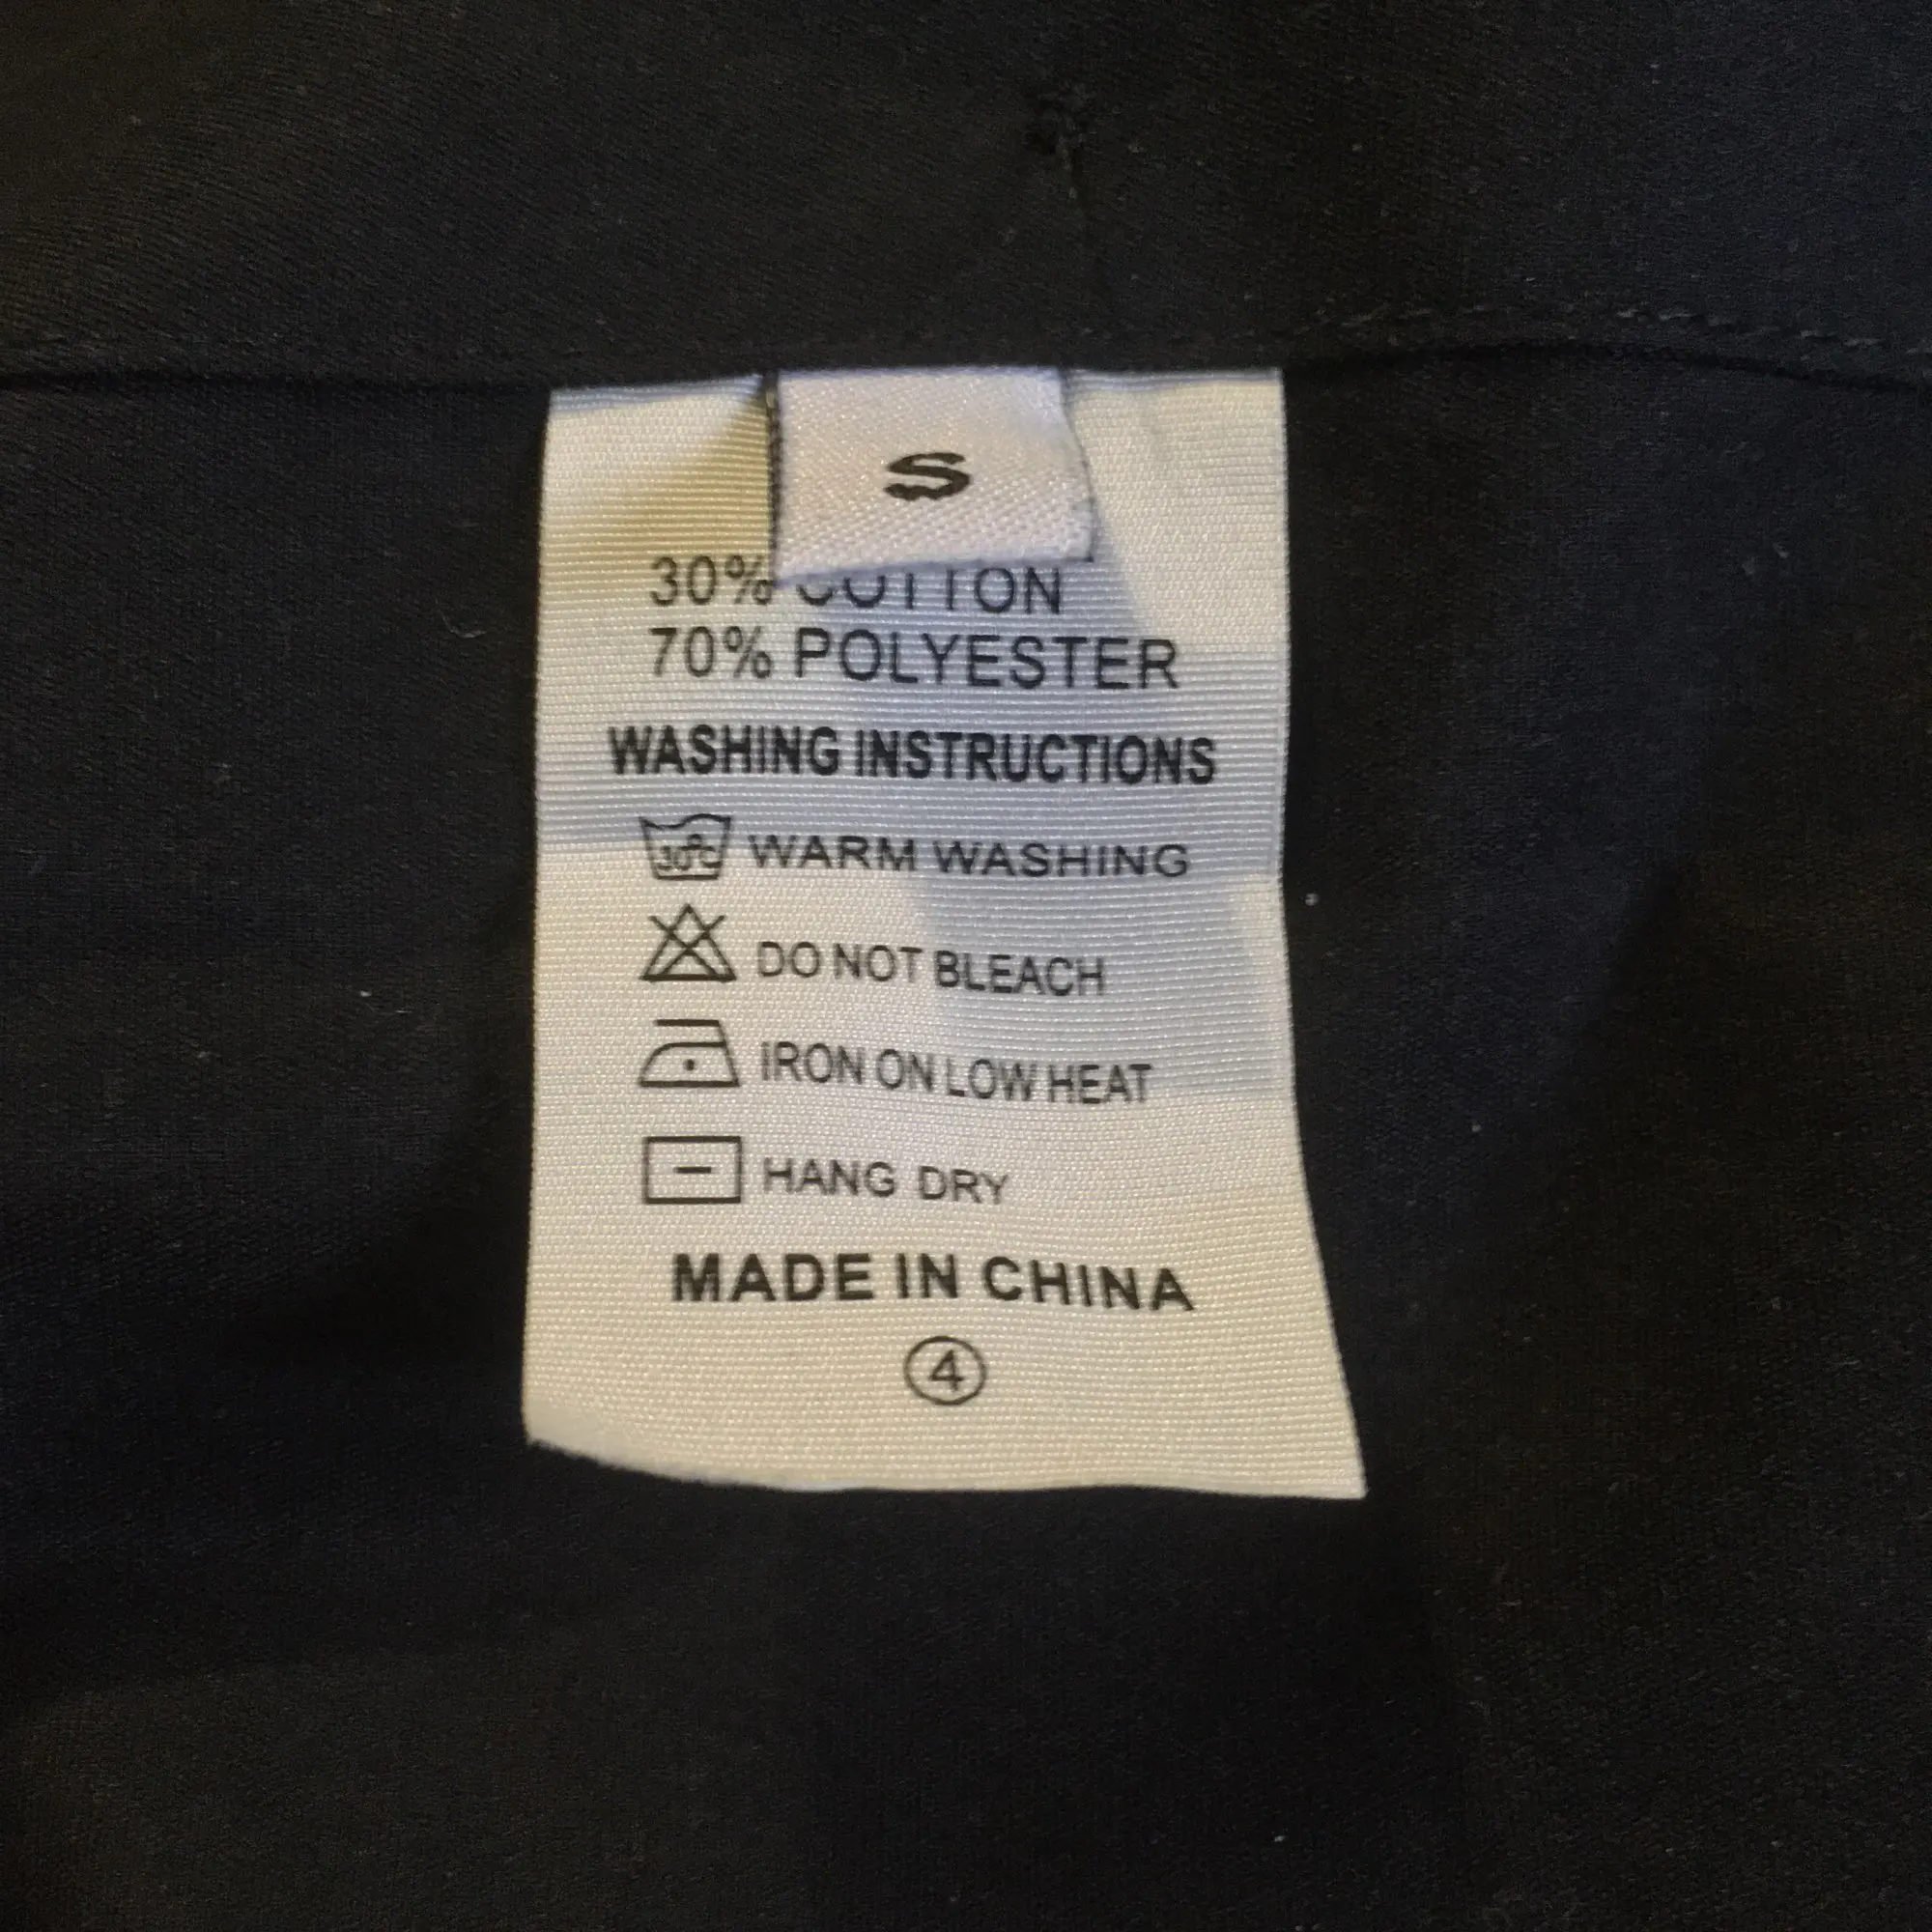 S
30% COTTON
70% POLYESTER
WASHING INSTRUCTIONS
30°C WARM WASHING
DO NOT BLEACH
IRON ON LOW HEAT
HANG DRY
MADE IN CHINA
4